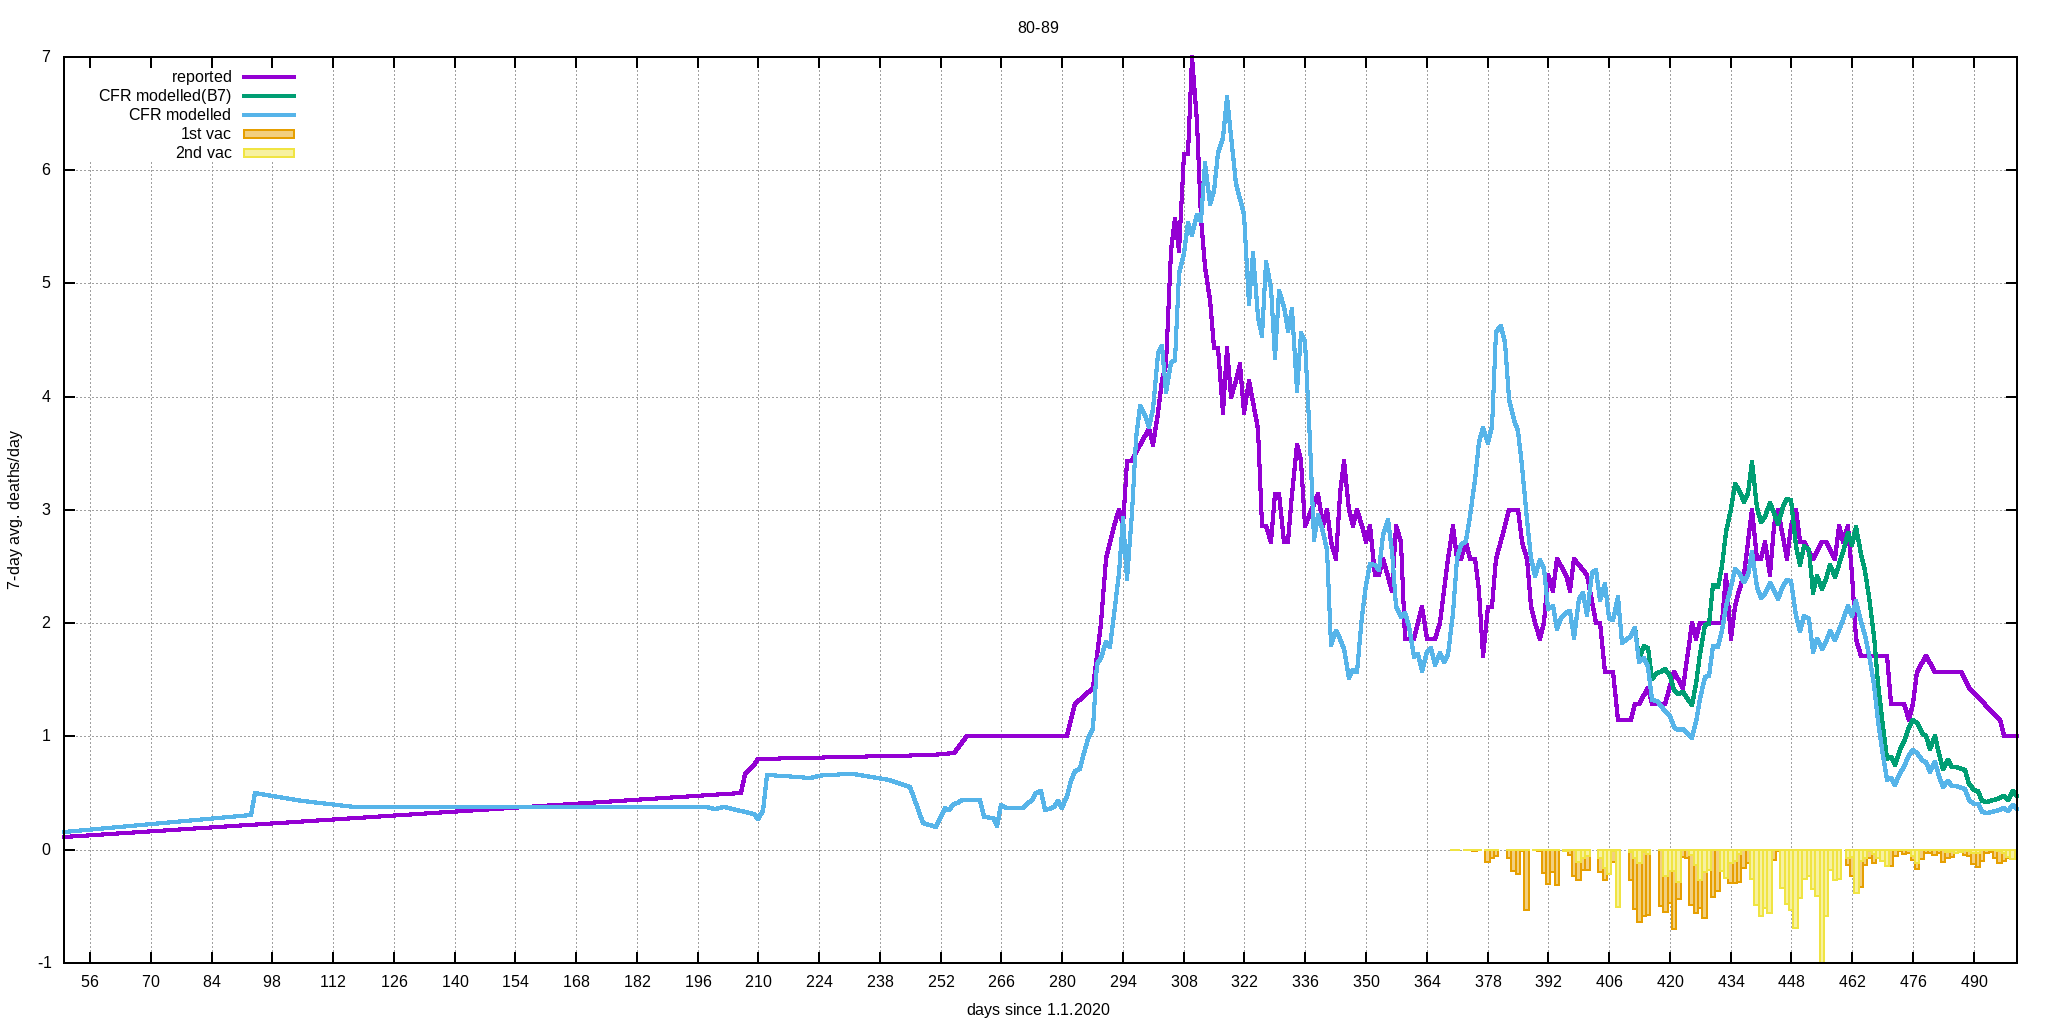 80-89
7
reported
CFR modelled(B7)
CFR modelled
1st vac
2nd vac
6
5
4
3
2
1
0
-1
7-day avg. deaths/day
56 70 84 98 112 126 140 154 168 182 196 210 224 238 252 266 280 294 308 322 336 350 364 378 392 406 420 434 448 462 476 490
days since 1.1.2020